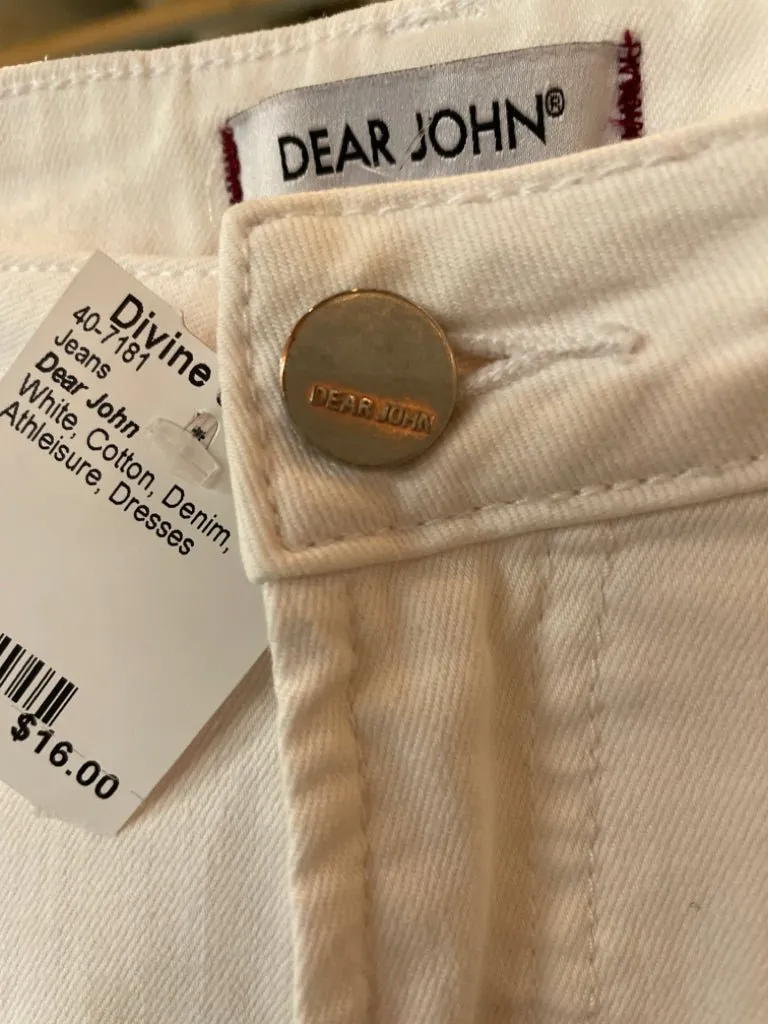 DEAR JOHN®
DEAR JOHN
Divine
40-7181
Jeans
Dear John
White, Cotton, Denim,
Athleisure, Dresses
$16.00